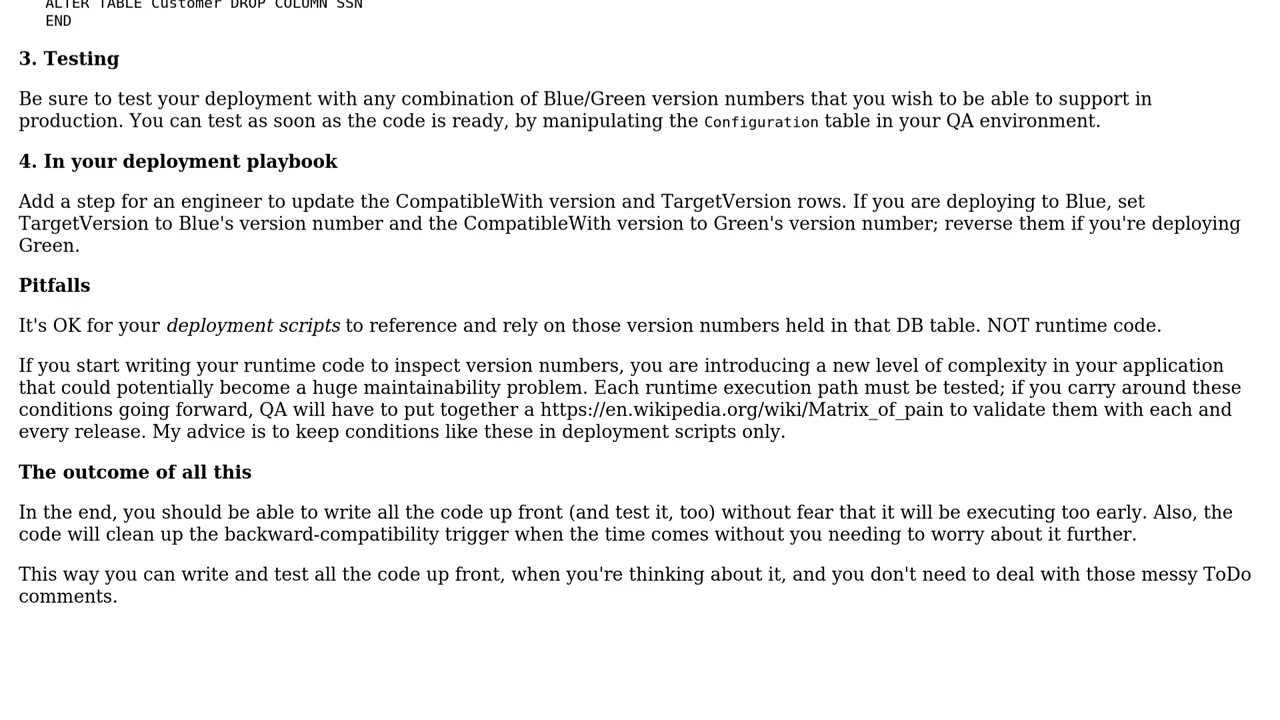 ALTER TABLE Customer DROP COLUMN SSN
END
3. Testing
Be sure to test your deployment with any combination of Blue/Green version numbers that you wish to be able to support in
production. You can test as soon as the code is ready, by manipulating the Configuration table in your QA environment.
4. In your deployment playbook
Add a step for an engineer to update the CompatibleWith version and TargetVersion rows. If you are deploying to Blue, set
TargetVersion to Blue's version number and the CompatibleWith version to Green's version number; reverse them if you're deploying
Green.
Pitfalls
It's OK for your deployment scripts to reference and rely on those version numbers held in that DB table. NOT runtime code.
If you start writing your runtime code to inspect version numbers, you are introducing a new level of complexity in your application
that could potentially become a huge maintainability problem. Each runtime execution path must be tested; if you carry around these
conditions going forward, QA will have to put together a https://en.wikipedia.org/wiki/Matrix_of_pain to validate them with each and
every release. My advice is to keep conditions like these in deployment scripts only.
The outcome of all this
In the end, you should be able to write all the code up front (and test it, too) without fear that it will be executing too early. Also, the
code will clean up the backward-compatibility trigger when the time comes without you needing to worry about it further.
This way you can write and test all the code up front, when you're thinking about it, and you don't need to deal with those messy ToDo
comments.